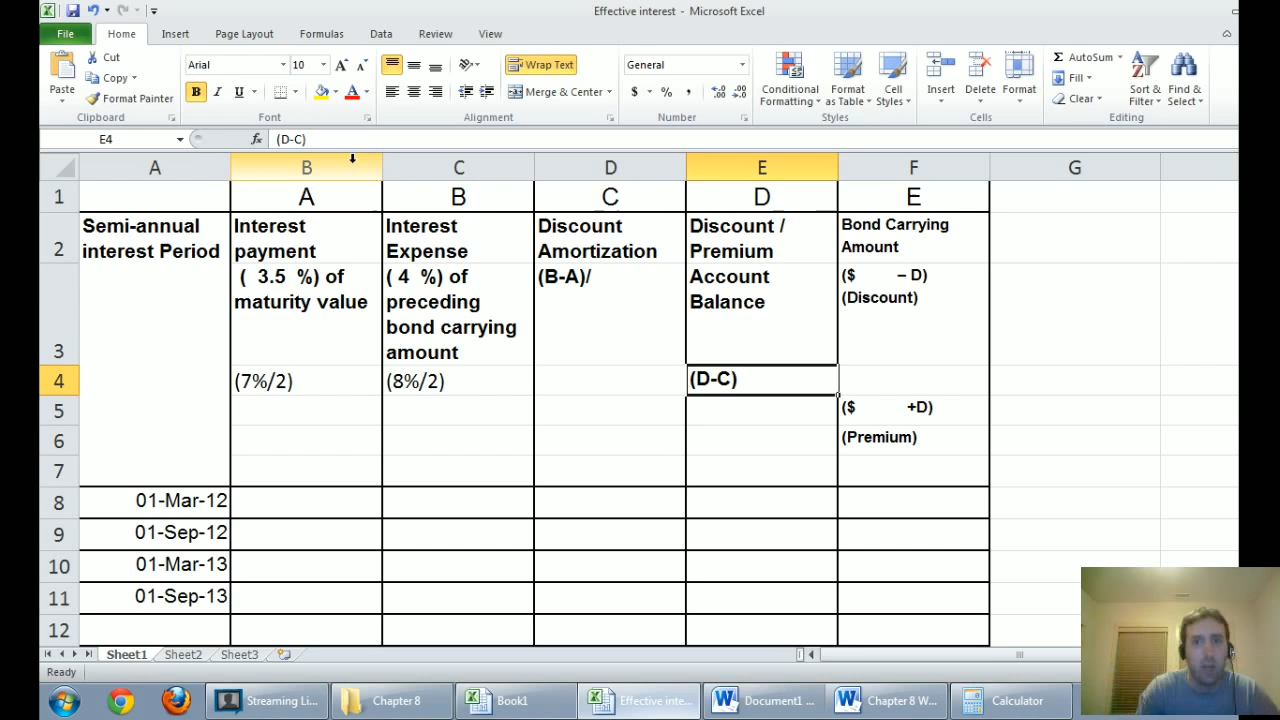 Effective interest - Microsoft Excel
File Home Insert Page Layout Formulas Data Review View
Paste
Cut
Copy
Format Painter
Clipboard
Arial 10
B I U
Font
Wrap Text
Merge & Center
Alignment
General
$ % ,
Number
Conditional Formatting
Format as Table
Cell Styles
Styles
Insert Delete Format
Cells
Σ AutoSum
Fill
Clear
Sort & Filter
Find & Select
Editing
E4 fx (D-C)
A B C D E F G
1 A B C D E
2 Semi-annual interest Period
Interest payment
Interest Expense
Discount Amortization
Discount / Premium
Bond Carrying Amount
3 ( 3.5 %) of maturity value
( 4 %) of preceding bond carrying amount
(B-A)/
Account Balance
($ – D)
(Discount)
4 (7%/2) (8%/2) (D-C)
5 ($ +D)
6 (Premium)
7
8 01-Mar-12
9 01-Sep-12
10 01-Mar-13
11 01-Sep-13
12
Sheet1 Sheet2 Sheet3
Ready
Streaming Li... Chapter 8 Book1 Effective inte... Document1 ... Chapter 8 W... Calculator